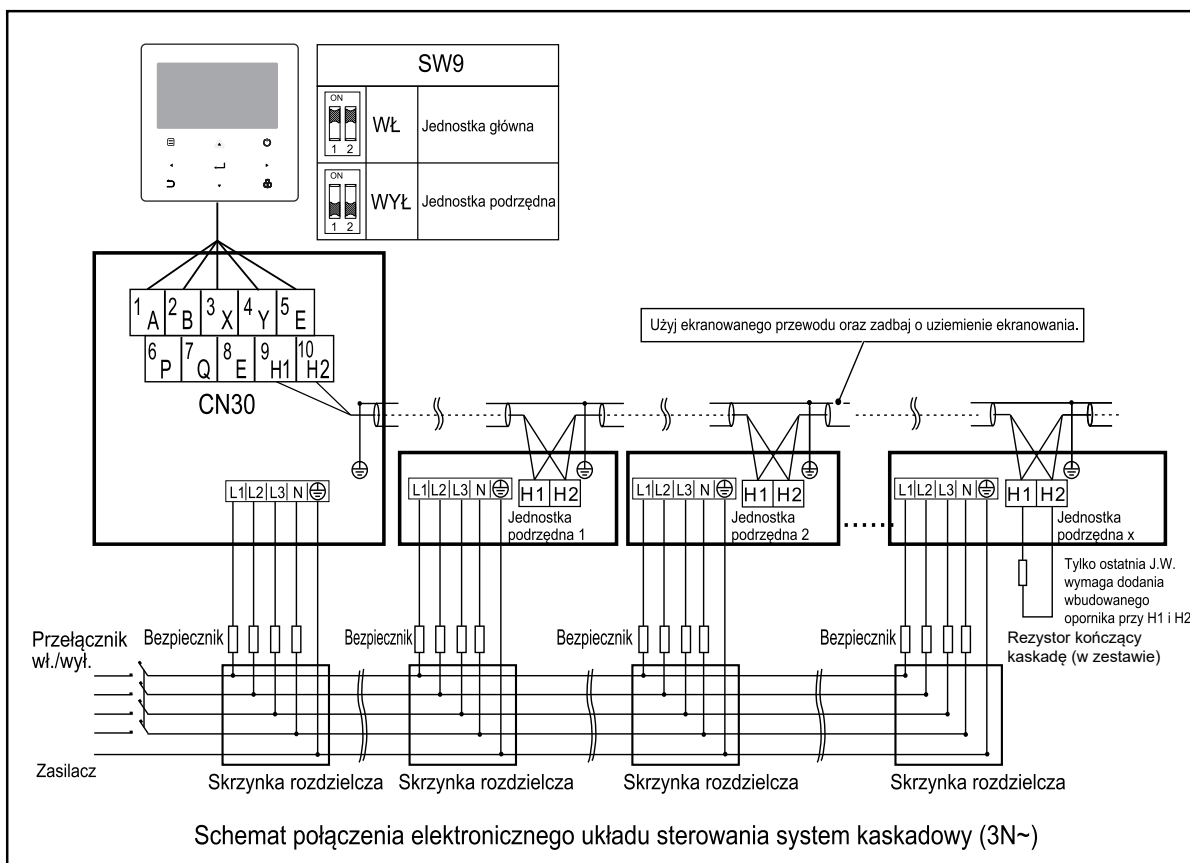 SW9
ON
1 2
WŁ
Jednostka główna
ON
1 2
WYŁ
Jednostka podrzędna
1 A 2 B 3 X 4 Y 5 E
6 P 7 Q 8 E 9 H1 10 H2
CN30
Użyj ekranowanego przewodu oraz zadbaj o uziemienie ekranowania.
L1 L2 L3 N
L1 L2 L3 N
H1 H2
Jednostka
podrzędna 1
L1 L2 L3 N
H1 H2
Jednostka
podrzędna 2
L1 L2 L3 N
H1 H2
Jednostka
podrzędna x
Tylko ostatnia J.W.
wymaga dodania
wbudowanego
opornika przy H1 i H2
Rezystor kończący
kaskadę (w zestawie)
Przełącznik
wł./wył.
Bezpiecznik
Bezpiecznik
Bezpiecznik
Bezpiecznik
Zasilacz
Skrzynka rozdzielcza
Skrzynka rozdzielcza
Skrzynka rozdzielcza
Skrzynka rozdzielcza
Schemat połączenia elektronicznego układu sterowania system kaskadowy (3N~)